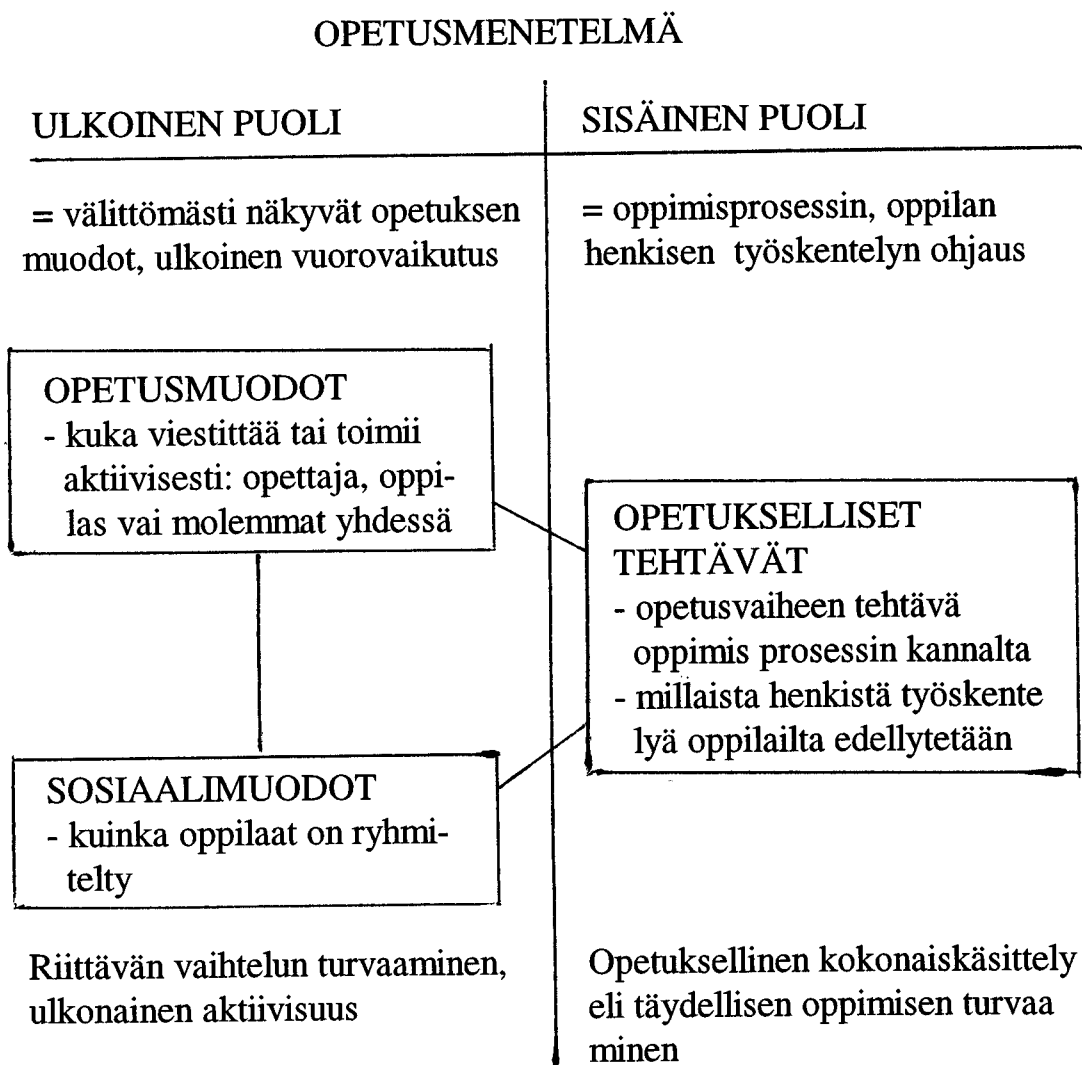 OPETUSMENETELMÄ
ULKOINEN PUOLI
= välittömästi näkyvät opetuksen
muodot, ulkoinen vuorovaikutus
OPETUSMUODOT
- kuka viestittää tai toimii
aktiivisesti: opettaja, oppi-
las vai molemmat yhdessä
SOSIAALIMUODOT
- kuinka oppilaat on ryhmi-
telty
Riittävän vaihtelun turvaaminen,
ulkonainen aktiivisuus
SISÄINEN PUOLI
= oppimisprosessin, oppilan
henkisen työskentelyn ohjaus
OPETUKSELLISET
TEHTÄVÄT
- opetusvaiheen tehtävä
oppimis prosessin kannalta
- millaista henkistä työskente
lyä oppilailta edellytetään
Opetuksellinen kokonaiskäsittely
eli täydellisen oppimisen turvaa
minen